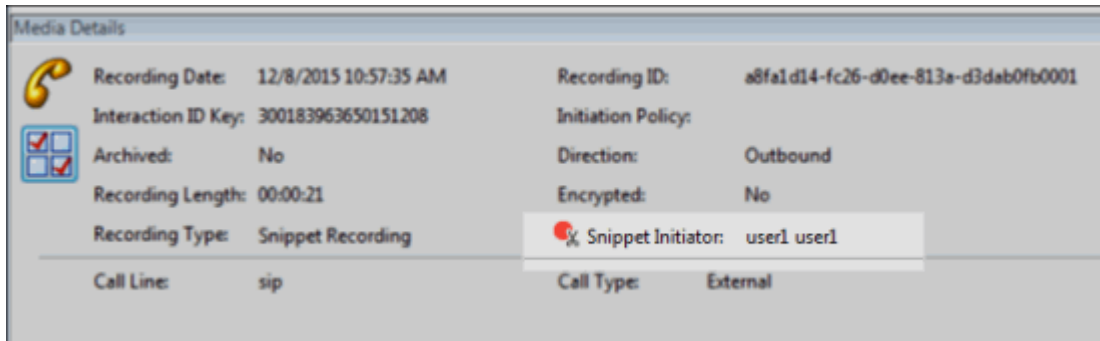 Media Details
Recording Date: 12/8/2015 10:57:35 AM Recording ID: a8fa1d14-fc26-d0ee-813a-d3dab0fb0001
Interaction ID Key: 300183963650151208 Initiation Policy:
Archived: No Direction: Outbound
Recording Length: 00:00:21 Encrypted: No
Recording Type: Snippet Recording Snippet Initiator: user1 user1
Call Line: sip Call Type: External